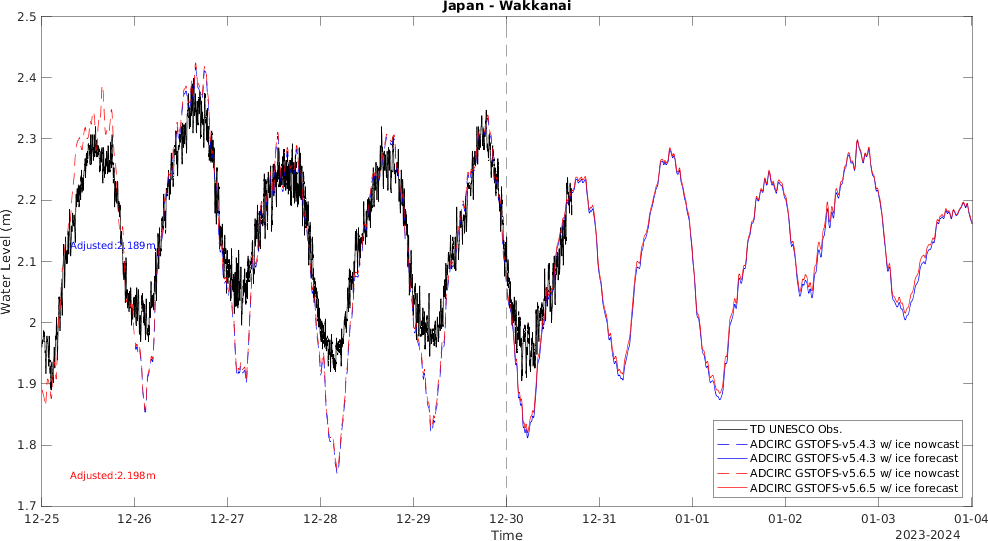 Japan - Wakkanai
2.5
2.4
2.3
2.2
2.1
2
1.9
1.8
1.7
Water Level (m)
Adjusted:2.189m
Adjusted:2.198m
TD UNESCO Obs.
ADCIRC GSTOFS-v5.4.3 w/ ice nowcast
ADCIRC GSTOFS-v5.4.3 w/ ice forecast
ADCIRC GSTOFS-v5.6.5 w/ ice nowcast
ADCIRC GSTOFS-v5.6.5 w/ ice forecast
12-25 12-26 12-27 12-28 12-29 12-30 12-31 01-01 01-02 01-03 01-04
Time
2023-2024